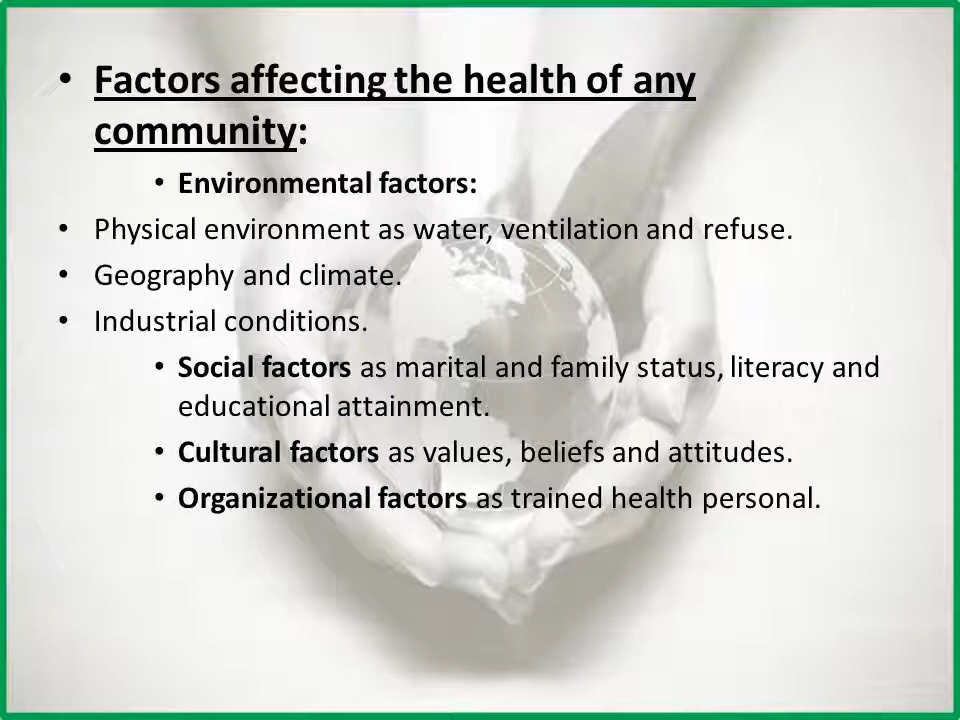 • Factors affecting the health of any
community:
• Environmental factors:
• Physical environment as water, ventilation and refuse.
• Geography and climate.
• Industrial conditions.
• Social factors as marital and family status, literacy and
educational attainment.
• Cultural factors as values, beliefs and attitudes.
• Organizational factors as trained health personal.